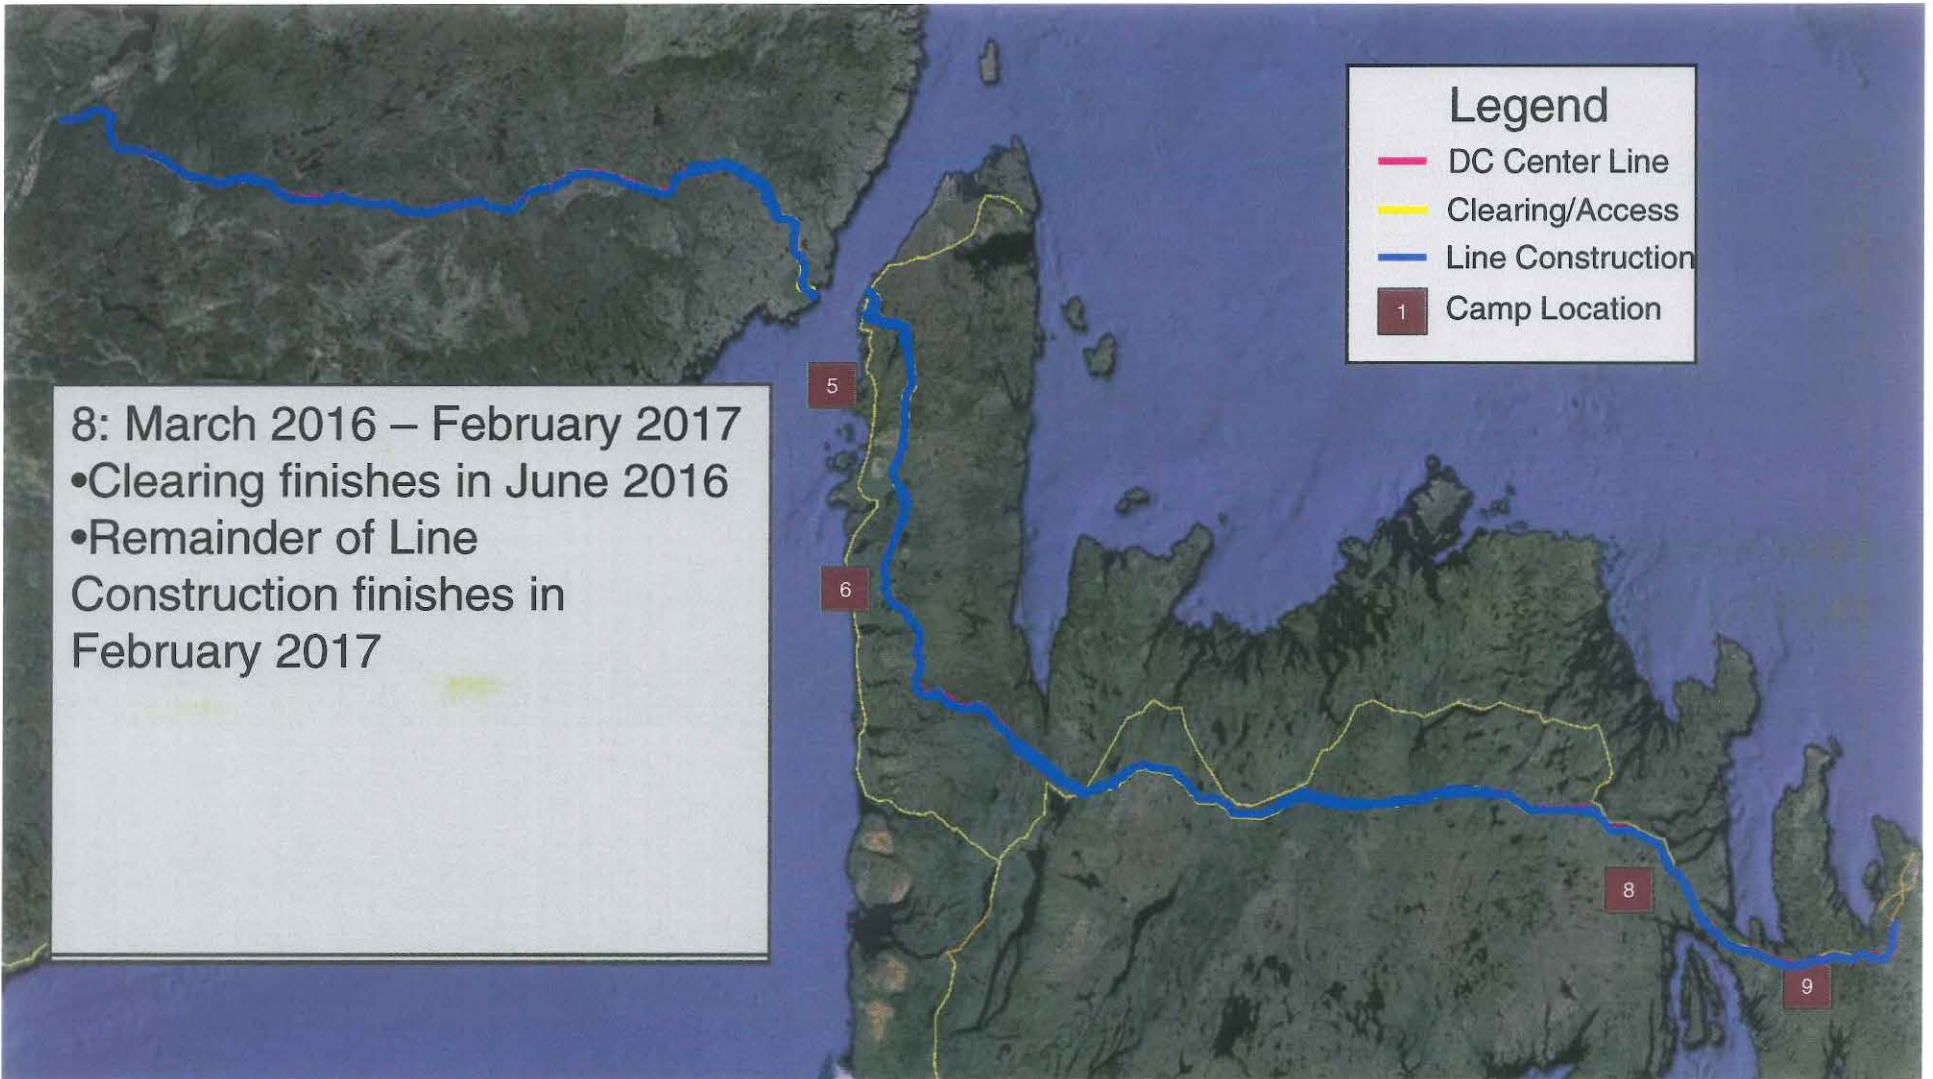 Legend
DC Center Line
Clearing/Access
Line Construction
1
Camp Location
8: March 2016 – February 2017
•Clearing finishes in June 2016
•Remainder of Line
Construction finishes in
February 2017
5
6
8
9